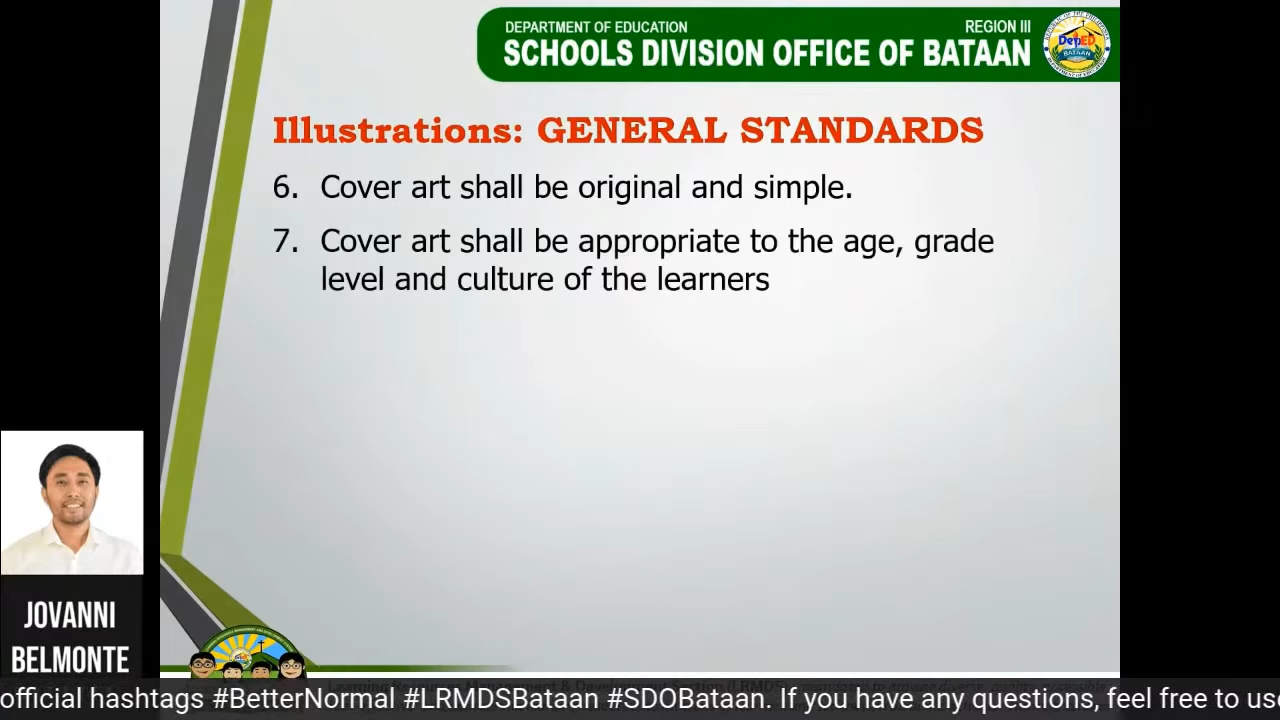 DEPARTMENT OF EDUCATION
REGION III
SCHOOLS DIVISION OFFICE OF BATAAN
DepED
BATAAN
Illustrations: GENERAL STANDARDS
6. Cover art shall be original and simple.
7. Cover art shall be appropriate to the age, grade
level and culture of the learners
JOVANNI
BELMONTE
official hashtags #BetterNormal #LRMDSBataan #SDOBataan. If you have any questions, feel free to use